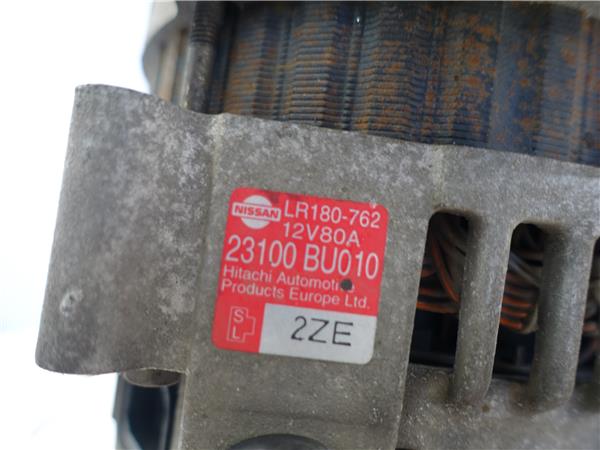 NISSAN LR180-762
12V80A
23100 BU010
Hitachi Automotive
Products Europe Ltd.
S
L
2ZE